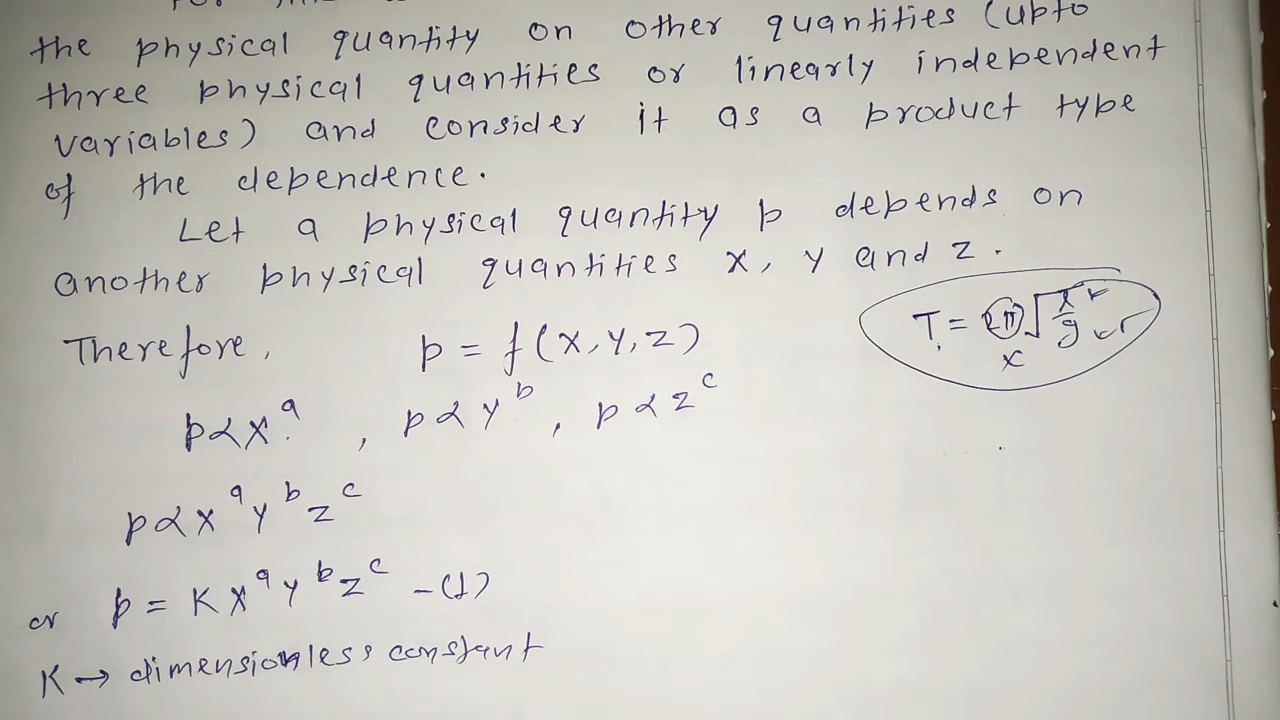 the physical quantity on other quantities (upto
three physical quantities or linearly independent
variables) and consider it as a product type
of the dependence.
Let a physical quantity p depends on
another physical quantities x, y and z.
Therefore, p = f(x, y, z)
T = 2π√(l/g)
x
p∝x^a, p∝y^b, p∝z^c
p∝x^a y^b z^c
or p = K x^a y^b z^c -(1)
K → dimensionless constant